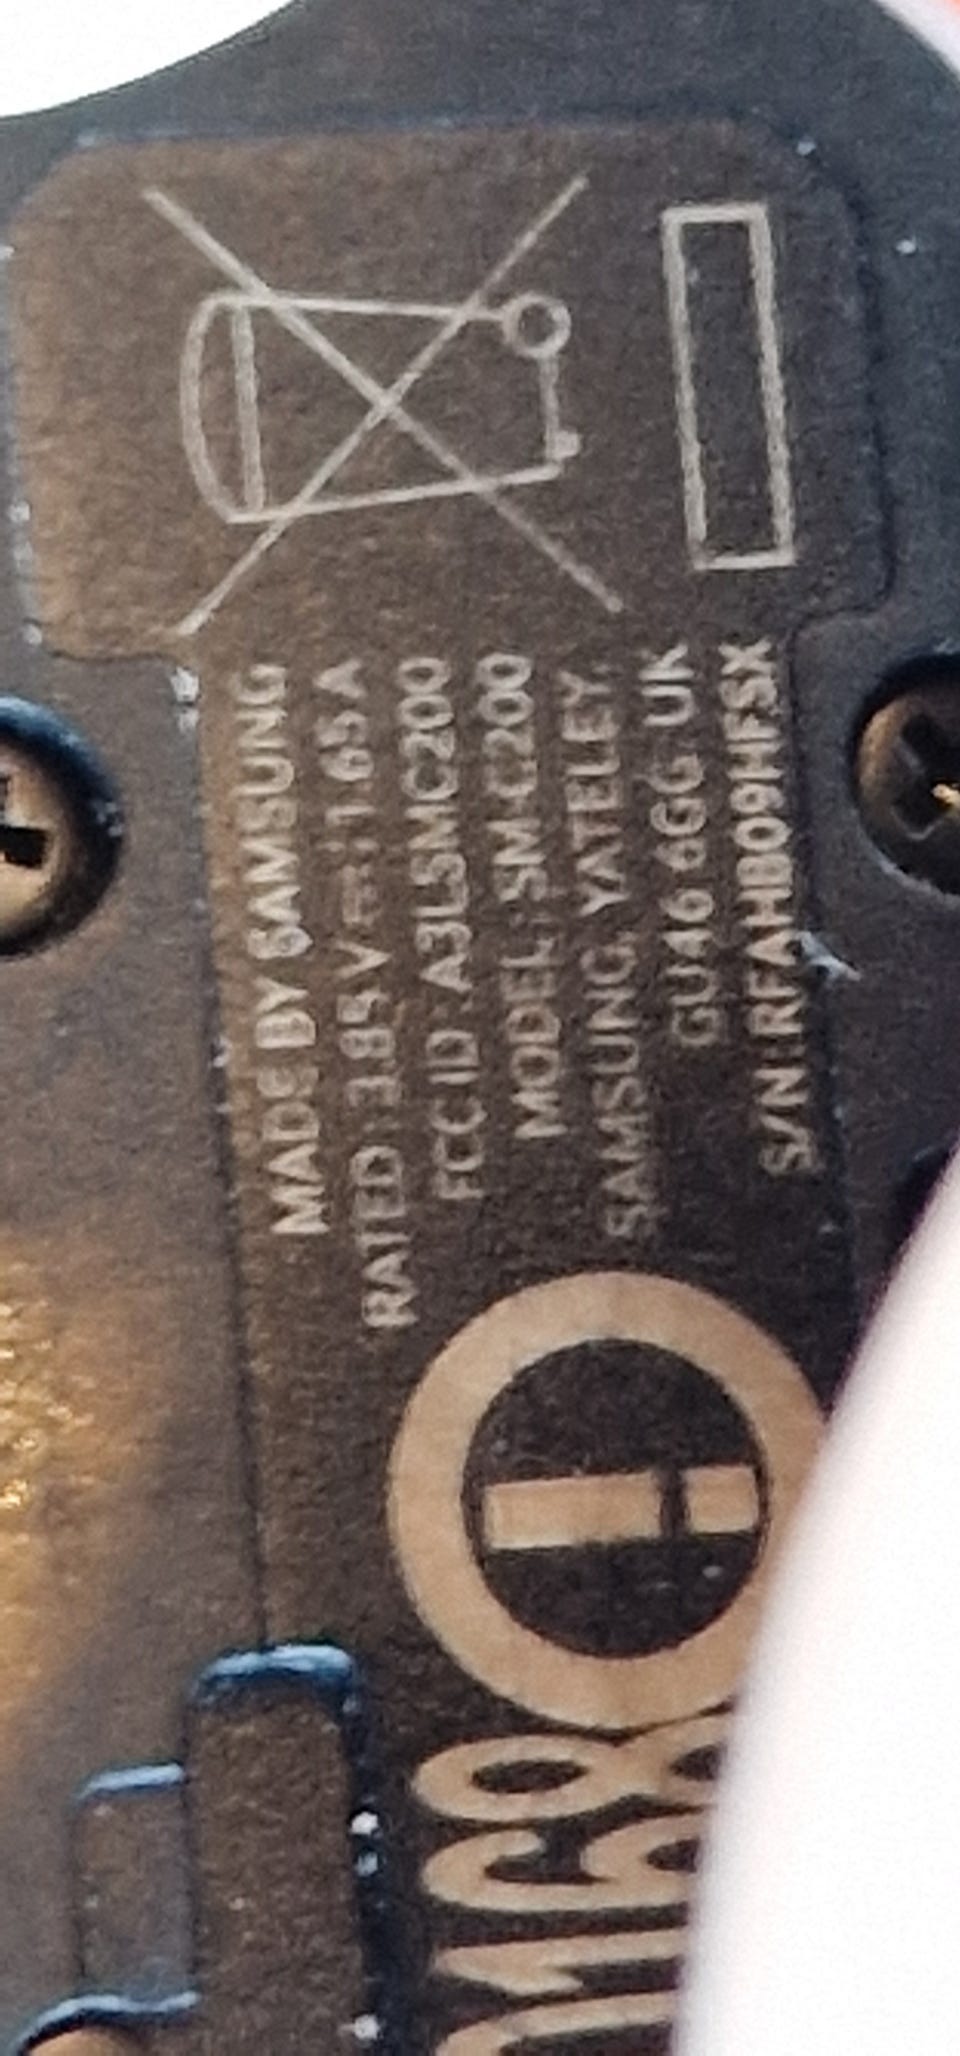 MADE BY SAMSUNG
RATED 3.85V ⎓; 1.65A
FCC ID: A3LSMC200
MODEL: SM-C200
SAMSUNG, YATELEY,
GU46 6GG UK
S/N: RFAHB09HFSX
0168